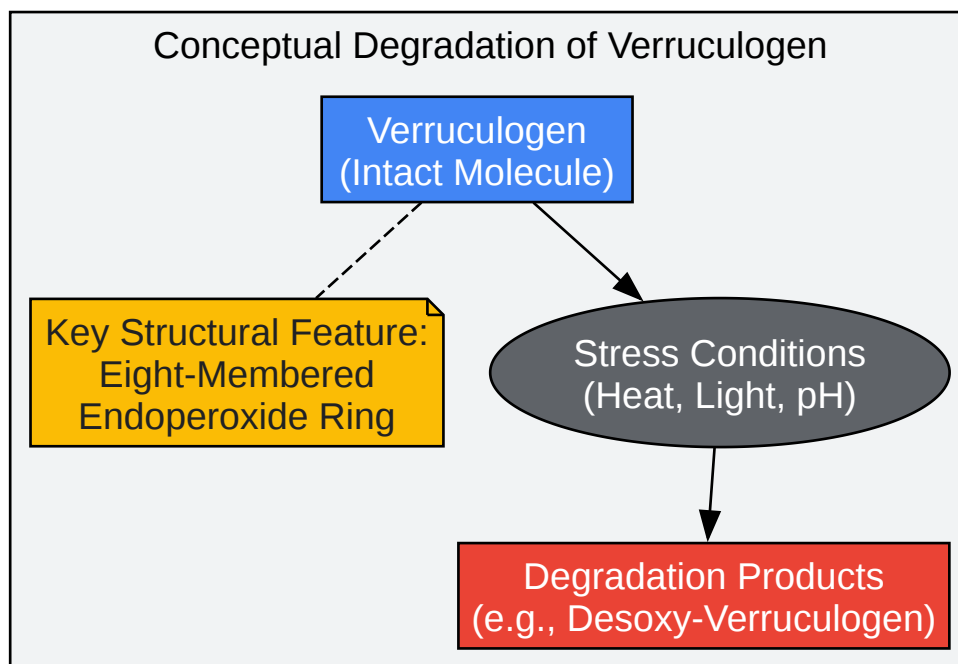 Conceptual Degradation of Verruculogen
Verruculogen
(Intact Molecule)
Key Structural Feature:
Eight-Membered
Endoperoxide Ring
Stress Conditions
(Heat, Light, pH)
Degradation Products
(e.g., Desoxy-Verruculogen)